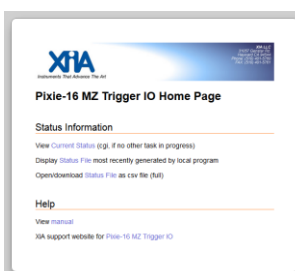 XIA
Instruments That Advance The Art
XIA LLC
Pixie-16 MZ Trigger IO Home Page
Status Information
View Current Status (cgi, if no other task in progress)
Display Status File most recently generated by local program
Open/download Status File as csv file (full)
Help
View manual
XIA support website for Pixie-16 MZ Trigger IO